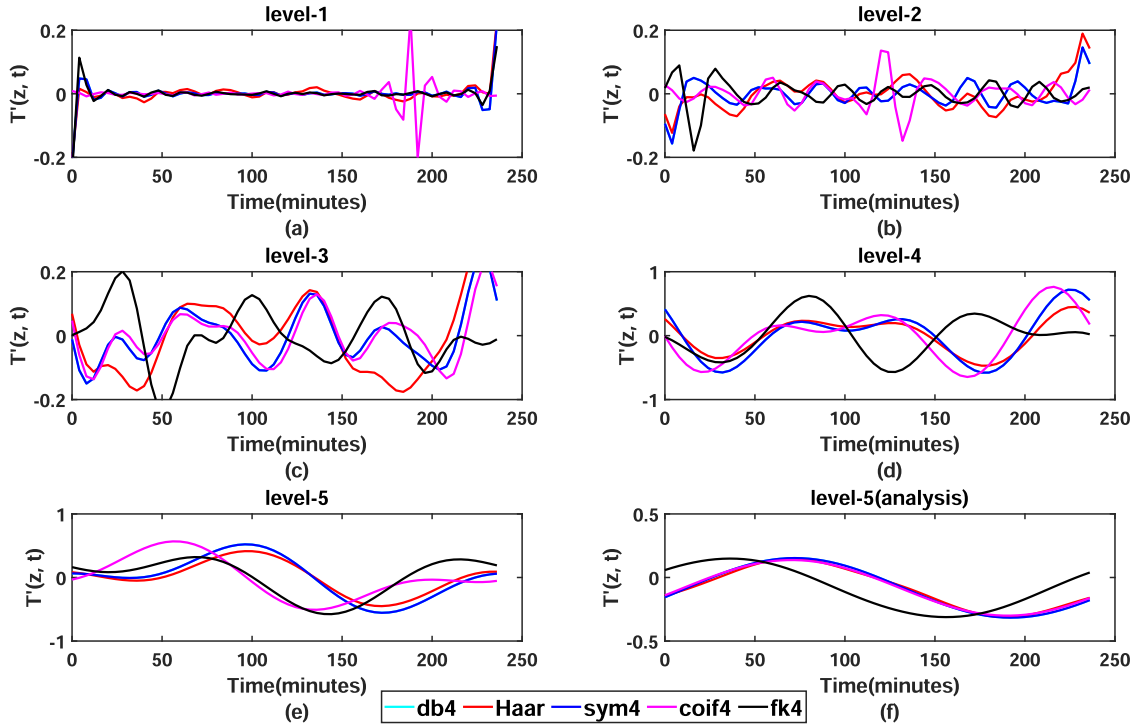 level-1
level-2
T'(z, t)
0.2
0
-0.2
0 50 100 150 200 250
Time(minutes)
(a)
T'(z, t)
0.2
0
-0.2
0 50 100 150 200 250
Time(minutes)
(b)
level-3
level-4
T'(z, t)
0.2
0
-0.2
0 50 100 150 200 250
Time(minutes)
(c)
T'(z, t)
1
0
-1
0 50 100 150 200 250
Time(minutes)
(d)
level-5
level-5(analysis)
T'(z, t)
1
0
-1
0 50 100 150 200 250
Time(minutes)
(e)
T'(z, t)
0.5
0
-0.5
0 50 100 150 200 250
Time(minutes)
(f)
db4 Haar sym4 coif4 fk4